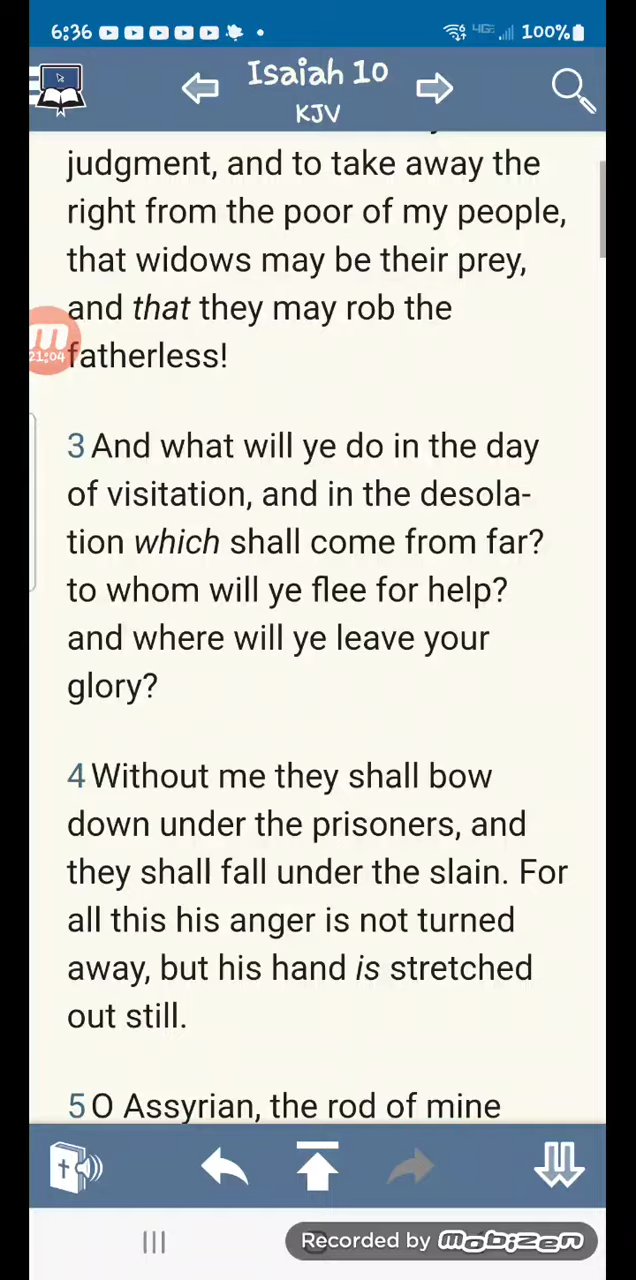 6:36 4GE 100%
Isaiah 10
KJV
judgment, and to take away the
right from the poor of my people,
that widows may be their prey,
and that they may rob the
21:04
fatherless!
3 And what will ye do in the day
of visitation, and in the desola-
tion which shall come from far?
to whom will ye flee for help?
and where will ye leave your
glory?
4 Without me they shall bow
down under the prisoners, and
they shall fall under the slain. For
all this his anger is not turned
away, but his hand is stretched
out still.
5 O Assyrian, the rod of mine
Recorded by mobizen